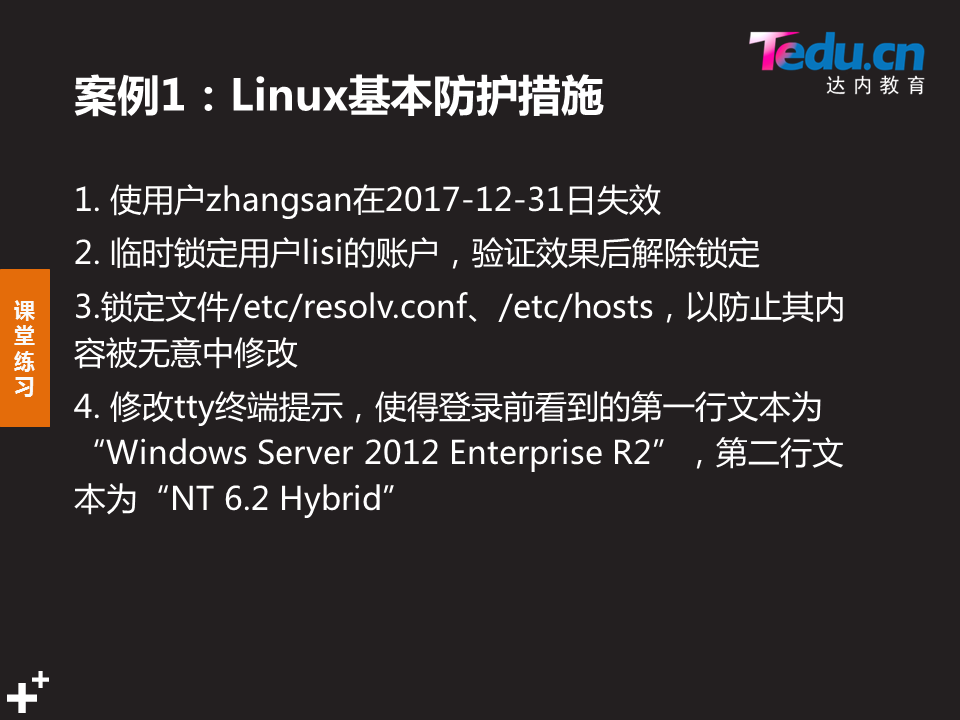 Tedu.cn
达内教育
案例1：Linux基本防护措施
1. 使用户zhangsan在2017-12-31日失效
2. 临时锁定用户lisi的账户，验证效果后解除锁定
3.锁定文件/etc/resolv.conf、/etc/hosts，以防止其内
容被无意中修改
4. 修改tty终端提示，使得登录前看到的第一行文本为
“Windows Server 2012 Enterprise R2”，第二行文
本为“NT 6.2 Hybrid”
课
堂
练
习